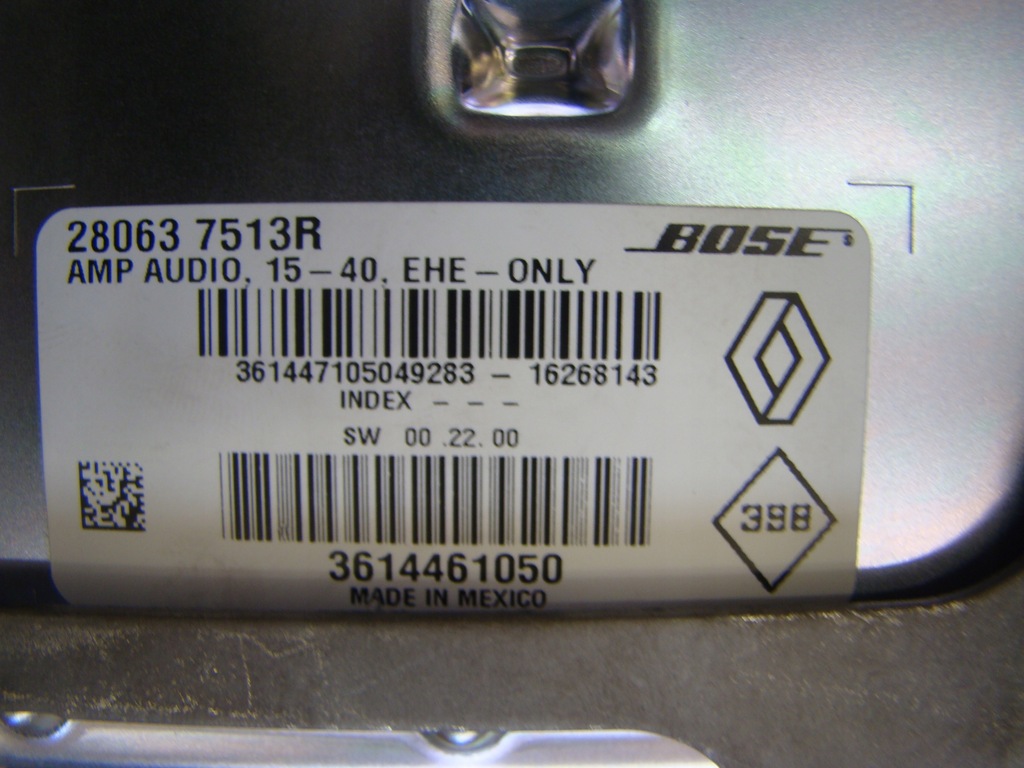 28063 7513R
BOSE
AMP AUDIO, 15-40, EHE-ONLY
361447105049283 - 16268143
INDEX - - -
SW 00 .22. 00
398
3614461050
MADE IN MEXICO